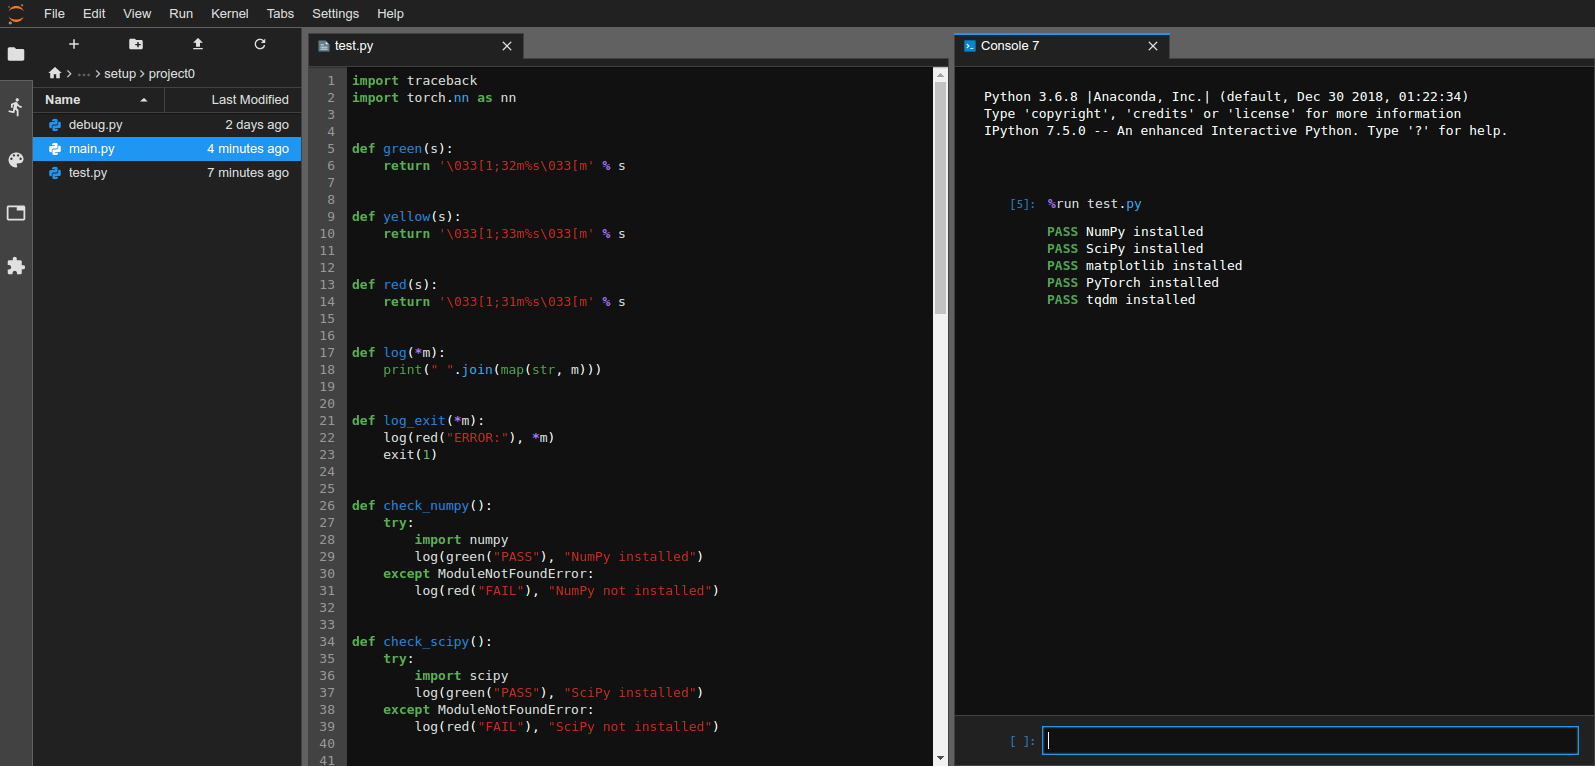 File Edit View Run Kernel Tabs Settings Help
... setup project0
Name Last Modified
debug.py 2 days ago
main.py 4 minutes ago
test.py 7 minutes ago
test.py
1 import traceback
2 import torch.nn as nn
3
4
5 def green(s):
6     return '\033[1;32m%s\033[m' % s
7
8
9 def yellow(s):
10     return '\033[1;33m%s\033[m' % s
11
12
13 def red(s):
14     return '\033[1;31m%s\033[m' % s
15
16
17 def log(*m):
18     print(" ".join(map(str, m)))
19
20
21 def log_exit(*m):
22     log(red("ERROR:"), *m)
23     exit(1)
24
25
26 def check_numpy():
27     try:
28         import numpy
29         log(green("PASS"), "NumPy installed")
30     except ModuleNotFoundError:
31         log(red("FAIL"), "NumPy not installed")
32
33
34 def check_scipy():
35     try:
36         import scipy
37         log(green("PASS"), "SciPy installed")
38     except ModuleNotFoundError:
39         log(red("FAIL"), "SciPy not installed")
40
41
Console 7
Python 3.6.8 |Anaconda, Inc.| (default, Dec 30 2018, 01:22:34)
Type 'copyright', 'credits' or 'license' for more information
IPython 7.5.0 -- An enhanced Interactive Python. Type '?' for help.
[5]: %run test.py
PASS NumPy installed
PASS SciPy installed
PASS matplotlib installed
PASS PyTorch installed
PASS tqdm installed
[ ]: